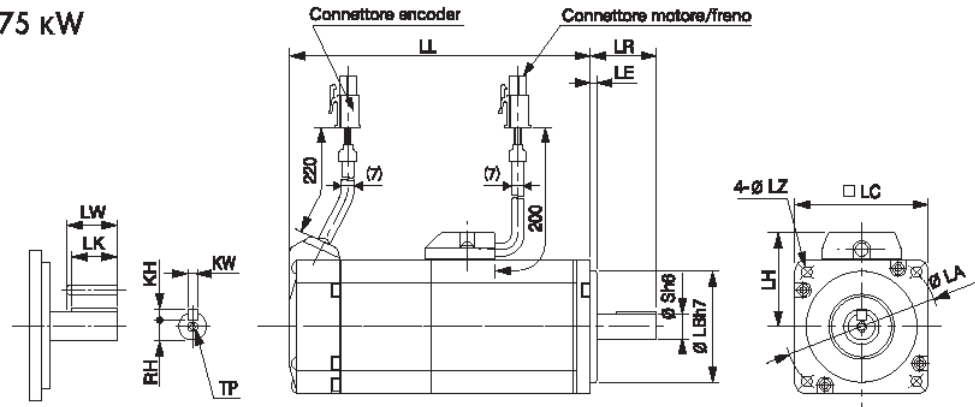 75 KW
Connettore encoder
Connettore motore/freno
LL
LR
LE
220
(7)
(7)
200
4-Ø LZ
□ LC
LW
LK
KH
KW
RH
TP
Ø Sh6
Ø LBh7
LH
Ø LA